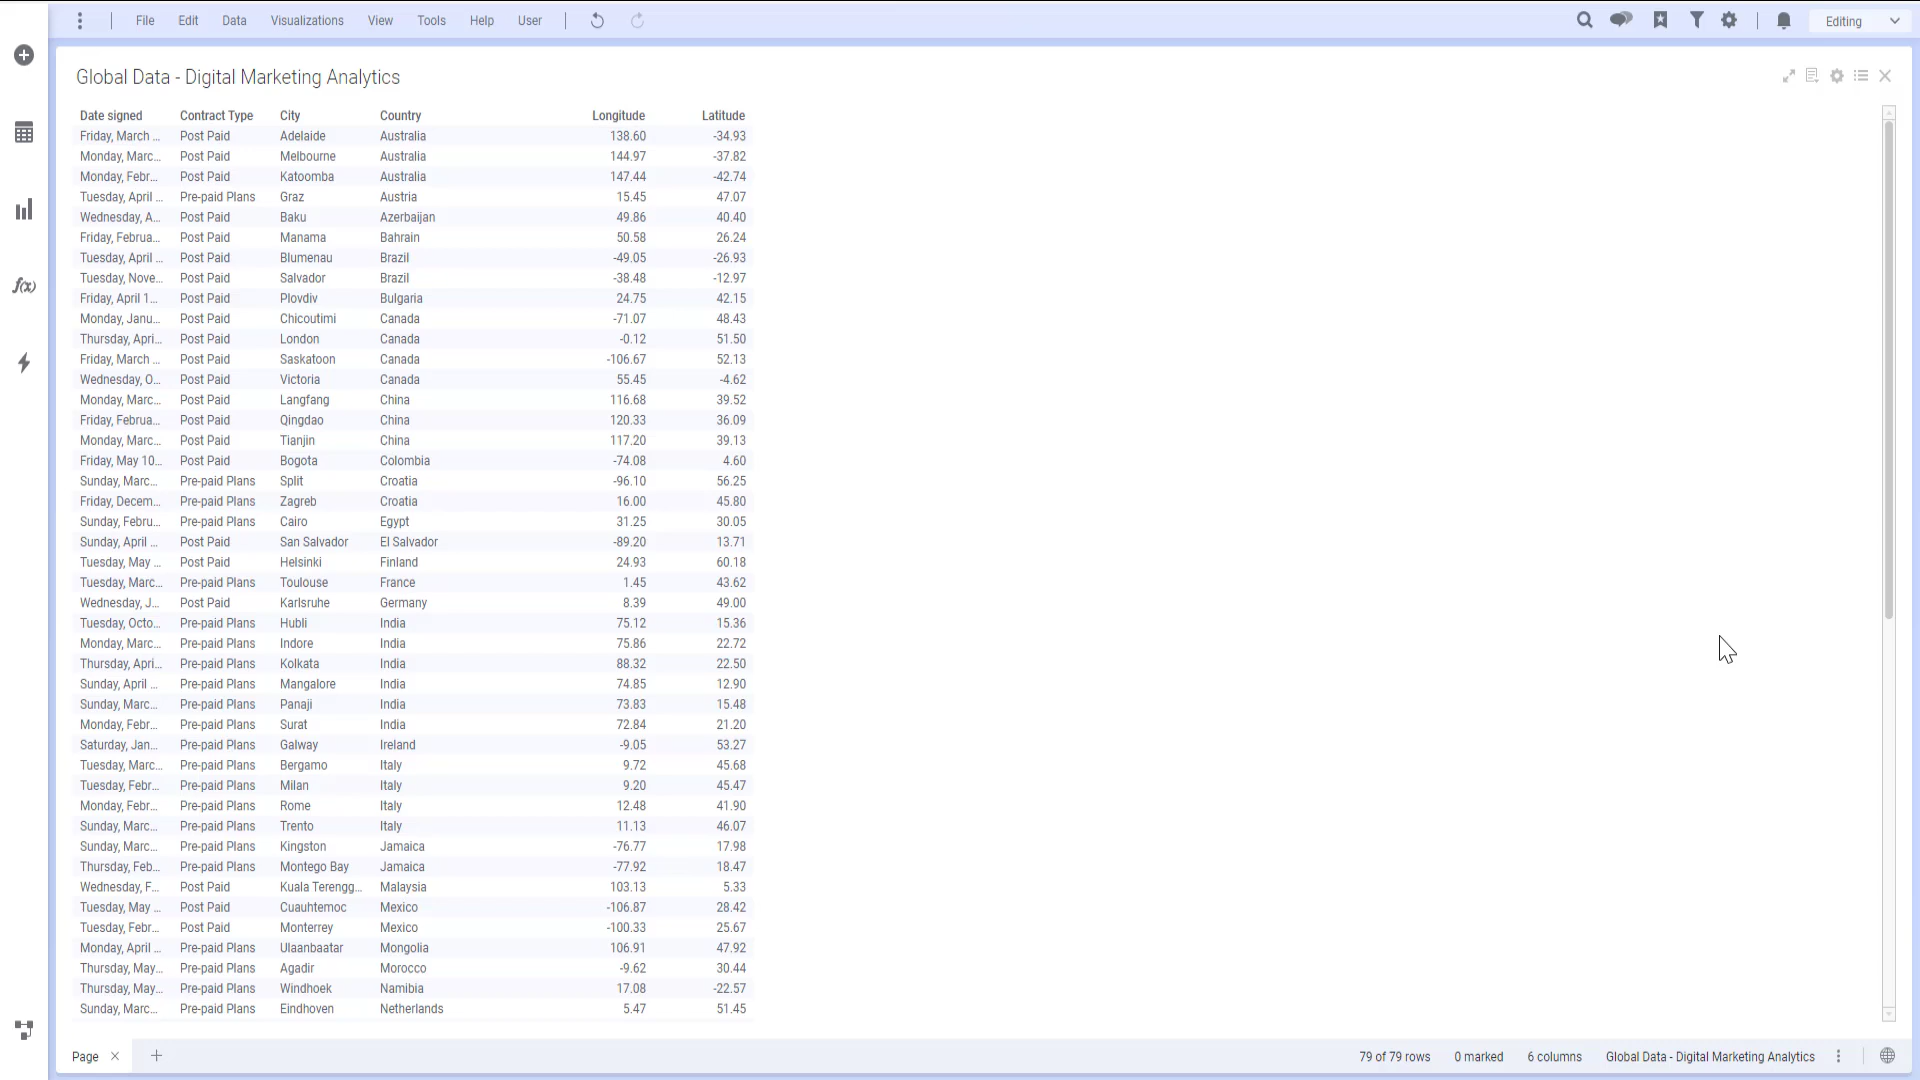 File Edit Data Visualizations View Tools Help User Editing
f(x)
Global Data - Digital Marketing Analytics
Date signed Contract Type City Country Longitude Latitude
Friday, March ... Post Paid Adelaide Australia 138.60 -34.93
Monday, Marc... Post Paid Melbourne Australia 144.97 -37.82
Monday, Febr... Post Paid Katoomba Australia 147.44 -42.74
Tuesday, April ... Pre-paid Plans Graz Austria 15.45 47.07
Wednesday, A... Post Paid Baku Azerbaijan 49.86 40.40
Friday, Februa... Post Paid Manama Bahrain 50.58 26.24
Tuesday, April ... Post Paid Blumenau Brazil -49.05 -26.93
Tuesday, Nove... Post Paid Salvador Brazil -38.48 -12.97
Friday, April 1... Post Paid Plovdiv Bulgaria 24.75 42.15
Monday, Janu... Post Paid Chicoutimi Canada -71.07 48.43
Thursday, Apri... Post Paid London Canada -0.12 51.50
Friday, March ... Post Paid Saskatoon Canada -106.67 52.13
Wednesday, O... Post Paid Victoria Canada 55.45 -4.62
Monday, Marc... Post Paid Langfang China 116.68 39.52
Friday, Februa... Post Paid Qingdao China 120.33 36.09
Monday, Marc... Post Paid Tianjin China 117.20 39.13
Friday, May 10... Post Paid Bogota Colombia -74.08 4.60
Sunday, Marc... Pre-paid Plans Split Croatia -96.10 56.25
Friday, Decem... Pre-paid Plans Zagreb Croatia 16.00 45.80
Sunday, Febru... Pre-paid Plans Cairo Egypt 31.25 30.05
Sunday, April ... Post Paid San Salvador El Salvador -89.20 13.71
Tuesday, May ... Post Paid Helsinki Finland 24.93 60.18
Tuesday, Marc... Pre-paid Plans Toulouse France 1.45 43.62
Wednesday, J... Post Paid Karlsruhe Germany 8.39 49.00
Tuesday, Octo... Pre-paid Plans Hubli India 75.12 15.36
Monday, Marc... Pre-paid Plans Indore India 75.86 22.72
Thursday, Apri... Pre-paid Plans Kolkata India 88.32 22.50
Sunday, April ... Pre-paid Plans Mangalore India 74.85 12.90
Sunday, Marc... Pre-paid Plans Panaji India 73.83 15.48
Monday, Febr... Pre-paid Plans Surat India 72.84 21.20
Saturday, Jan... Pre-paid Plans Galway Ireland -9.05 53.27
Tuesday, Marc... Pre-paid Plans Bergamo Italy 9.72 45.68
Tuesday, Febr... Pre-paid Plans Milan Italy 9.20 45.47
Monday, Febr... Pre-paid Plans Rome Italy 12.48 41.90
Sunday, Marc... Pre-paid Plans Trento Italy 11.13 46.07
Sunday, Marc... Pre-paid Plans Kingston Jamaica -76.77 17.98
Thursday, Feb... Pre-paid Plans Montego Bay Jamaica -77.92 18.47
Wednesday, F... Post Paid Kuala Terengg... Malaysia 103.13 5.33
Tuesday, May ... Post Paid Cuauhtemoc Mexico -106.87 28.42
Tuesday, Febr... Post Paid Monterrey Mexico -100.33 25.67
Monday, April ... Pre-paid Plans Ulaanbaatar Mongolia 106.91 47.92
Thursday, May... Pre-paid Plans Agadir Morocco -9.62 30.44
Thursday, May... Pre-paid Plans Windhoek Namibia 17.08 -22.57
Sunday, Marc... Pre-paid Plans Eindhoven Netherlands 5.47 51.45
Page 79 of 79 rows 0 marked 6 columns Global Data - Digital Marketing Analytics